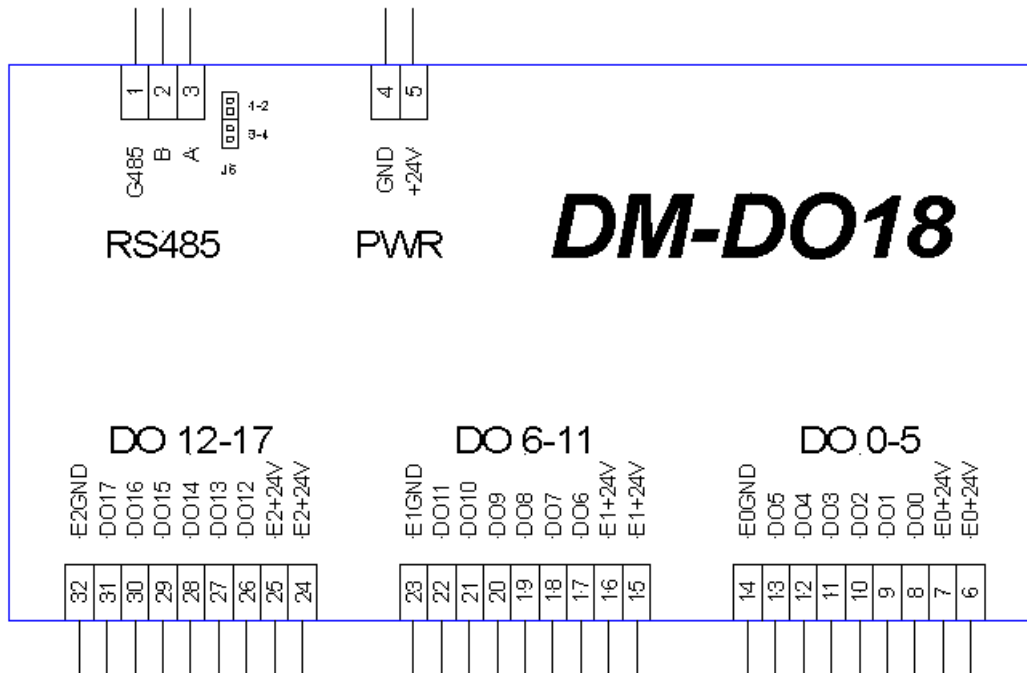 1 2 3
4 5
1-2
3-4
J6
G485 B A
GND +24V
RS485
PWR
DM-DO18
DO 12-17
DO 6-11
DO 0-5
E2GND DO17 DO16 DO15 DO14 DO13 DO12 E2+24V E2+24V
E1GND DO11 DO10 DO9 DO8 DO7 DO6 E1+24V E1+24V
E0GND DO5 DO4 DO3 DO2 DO1 DO0 E0+24V E0+24V
32 31 30 29 28 27 26 25 24
23 22 21 20 19 18 17 16 15
14 13 12 11 10 9 8 7 6